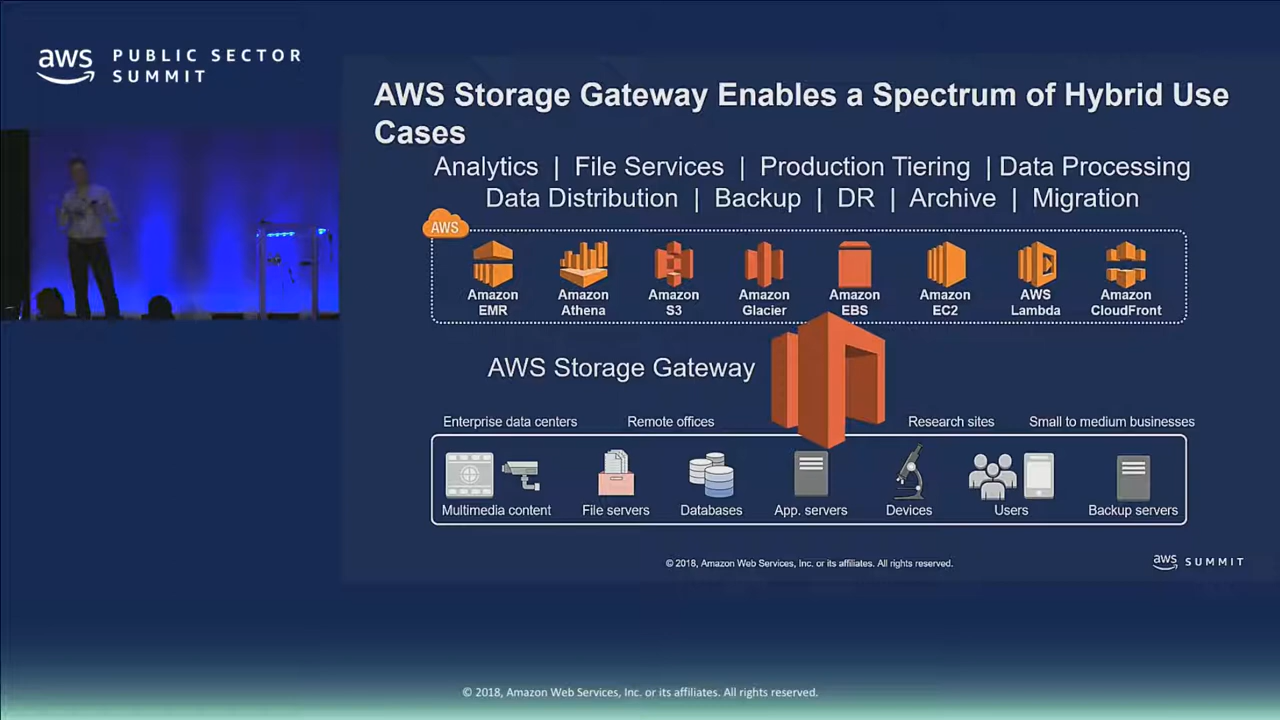 aws PUBLIC SECTOR
SUMMIT
AWS Storage Gateway Enables a Spectrum of Hybrid Use
Cases
Analytics | File Services | Production Tiering | Data Processing
Data Distribution | Backup | DR | Archive | Migration
AWS
Amazon EMR
Amazon Athena
Amazon S3
Amazon Glacier
Amazon EBS
Amazon EC2
AWS Lambda
Amazon CloudFront
AWS Storage Gateway
Enterprise data centers
Remote offices
Research sites
Small to medium businesses
Multimedia content
File servers
Databases
App. servers
Devices
Users
Backup servers
© 2018, Amazon Web Services, Inc. or its affiliates. All rights reserved.
aws SUMMIT
© 2018, Amazon Web Services, Inc. or its affiliates. All rights reserved.